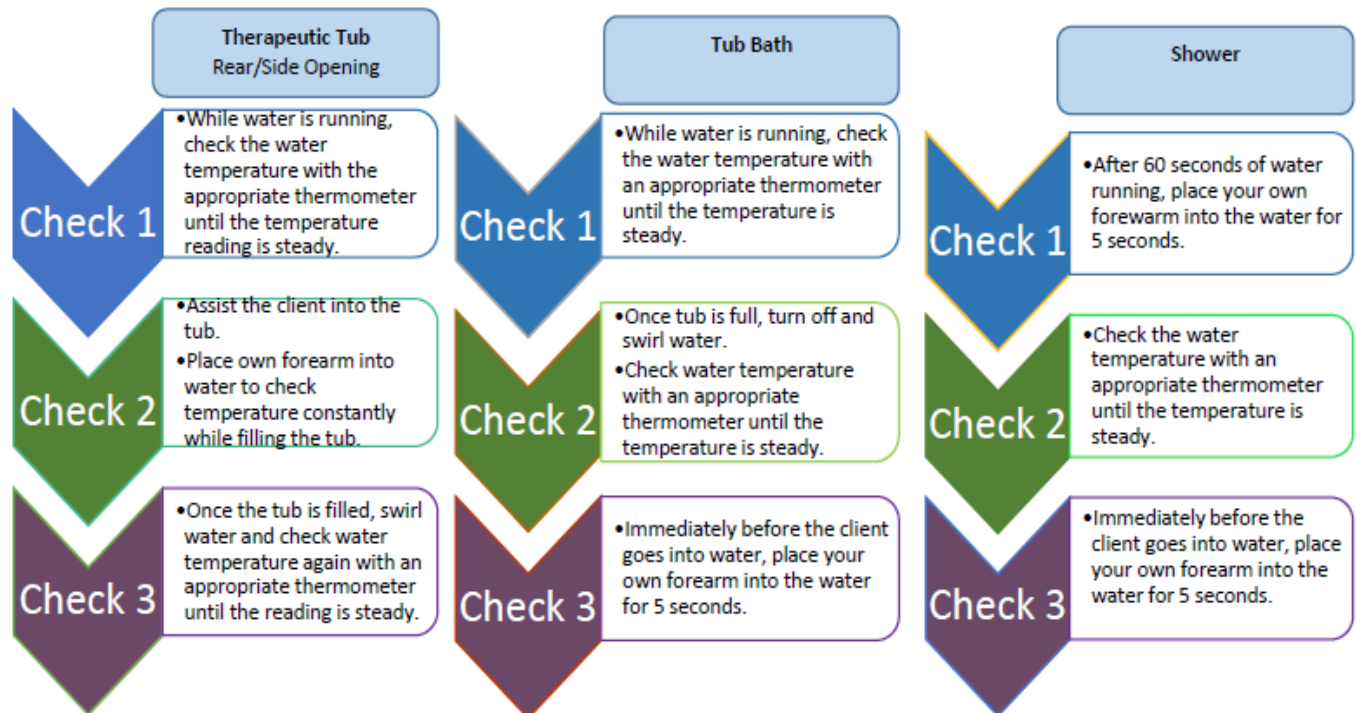 Therapeutic Tub
Rear/Side Opening
Check 1
•While water is running,
check the water
temperature with the
appropriate thermometer
until the temperature
reading is steady.
Check 2
•Assist the client into the
tub.
•Place own forearm into
water to check
temperature constantly
while filling the tub.
Check 3
•Once the tub is filled, swirl
water and check water
temperature again with an
appropriate thermometer
until the reading is steady.
Tub Bath
Check 1
•While water is running, check
the water temperature with
an appropriate thermometer
until the temperature is
steady.
Check 2
•Once tub is full, turn off and
swirl water.
•Check water temperature
with an appropriate
thermometer until the
temperature is steady.
Check 3
•Immediately before the client
goes into water, place your
own forearm into the water
for 5 seconds.
Shower
Check 1
•After 60 seconds of water
running, place your own
forewarm into the water for
5 seconds.
Check 2
•Check the water
temperature with an
appropriate thermometer
until the temperature is
steady.
Check 3
•Immediately before the
client goes into water, place
your own forearm into the
water for 5 seconds.